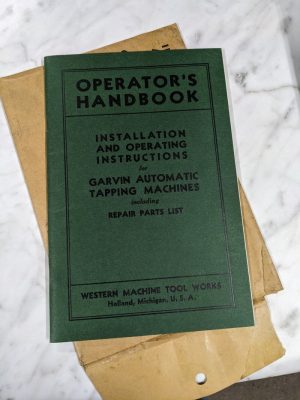 OPERATOR'S
HANDBOOK
INSTALLATION
AND OPERATING
INSTRUCTIONS
for
GARVIN AUTOMATIC
TAPPING MACHINES
including
REPAIR PARTS LIST
WESTERN MACHINE TOOL WORKS
Holland, Michigan, U. S. A.